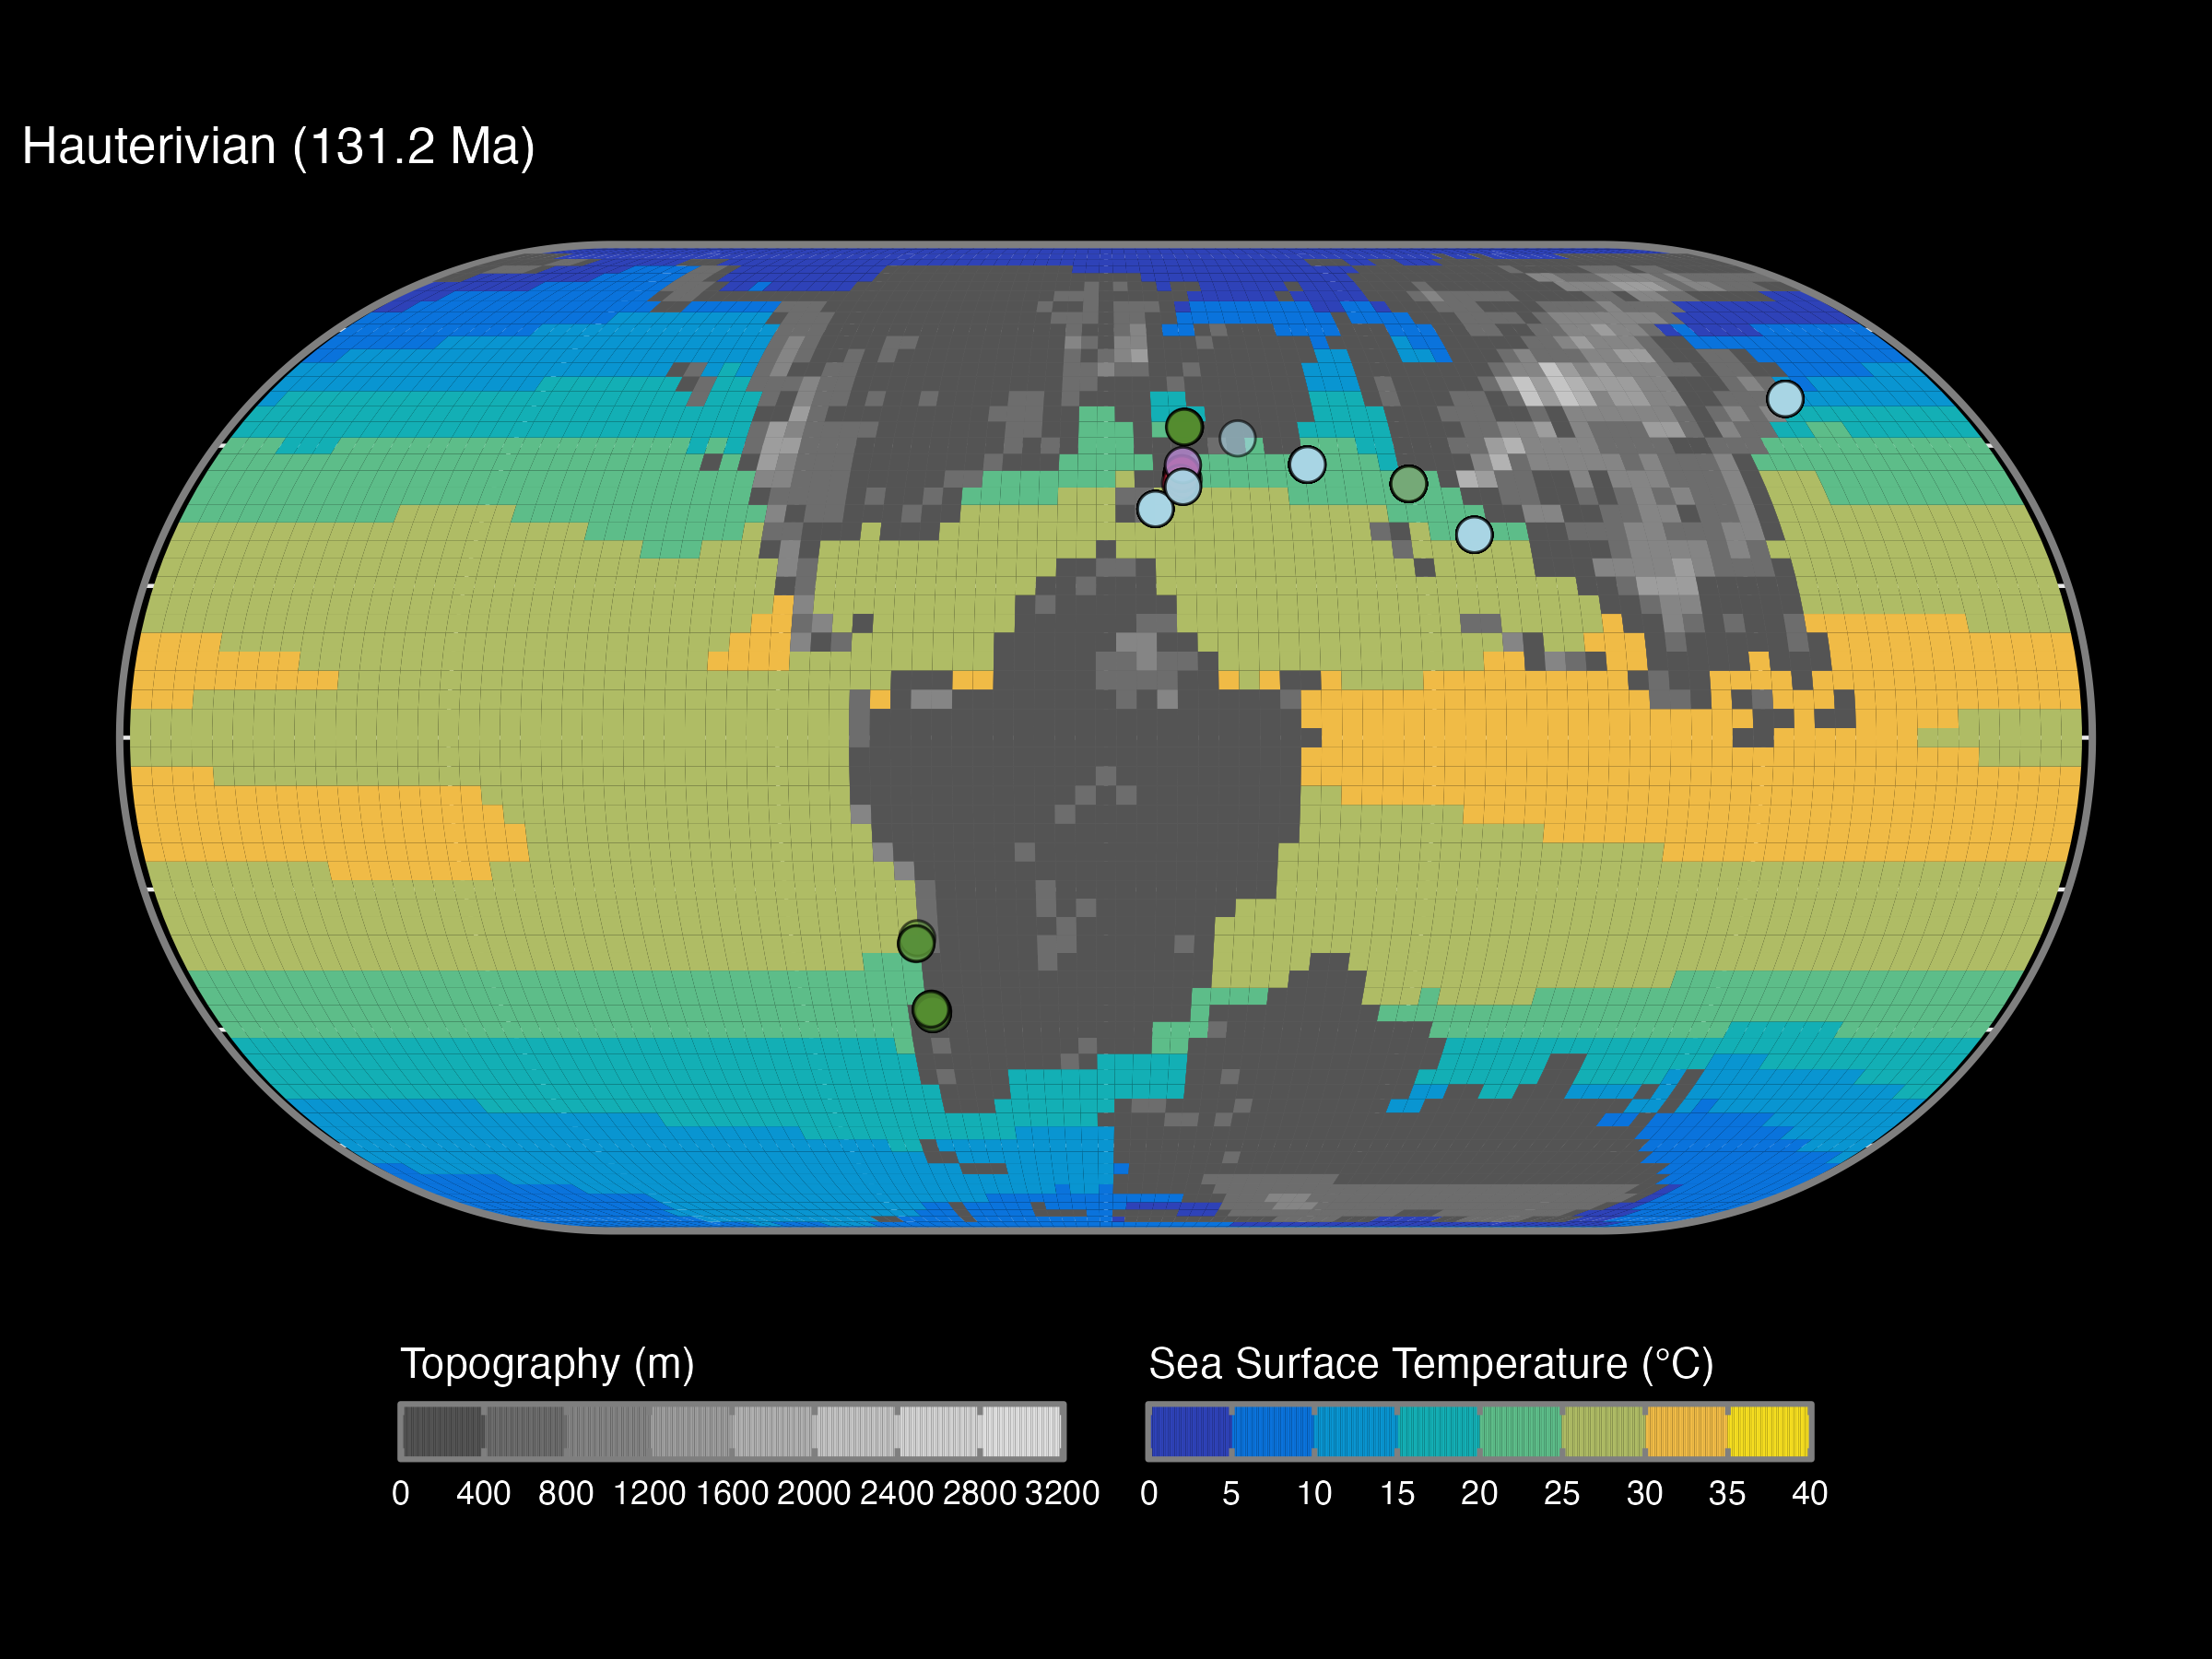 Hauterivian (131.2 Ma)
Topography (m)
0 400 800 1200 1600 2000 2400 2800 3200
Sea Surface Temperature (°C)
0 5 10 15 20 25 30 35 40